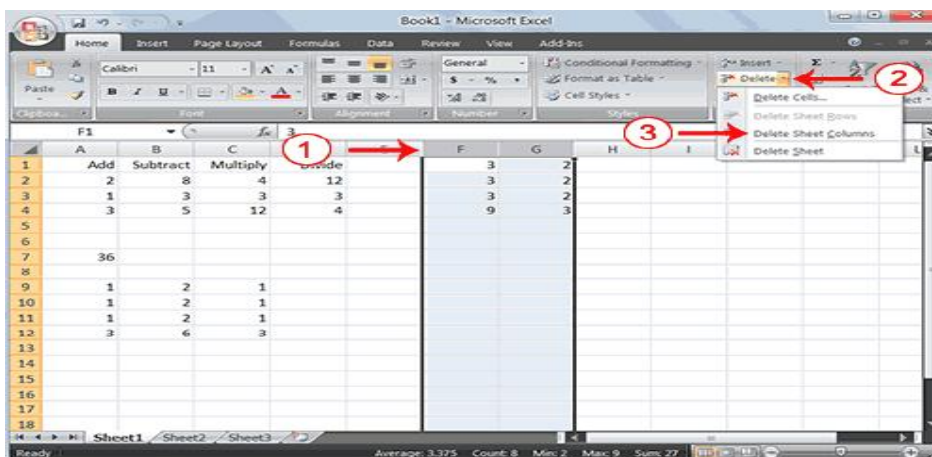 Book1 - Microsoft Excel
Home Insert Page Layout Formulas Data Review View Add-Ins
Paste Calibri 11 A A General Conditional Formatting Insert Σ
B I U A $ % , Format as Table Delete 2
Cell Styles Delete Cells...
Font Alignment Number Styles Delete Sheet Rows
F1 fx 3 3 Delete Sheet Columns
Delete Sheet
1
A B C F G H I L
1 Add Subtract Multiply Divide 3 2
2 2 8 4 12 3 2
3 1 3 3 3 3 2
4 3 5 12 4 9 3
5
6
7 36
8
9 1 2 1
10 1 2 1
11 1 2 1
12 3 6 3
13
14
15
16
17
18
Sheet1 Sheet2 Sheet3
Ready Average: 3.375 Count: 8 Min: 2 Max: 9 Sum: 27